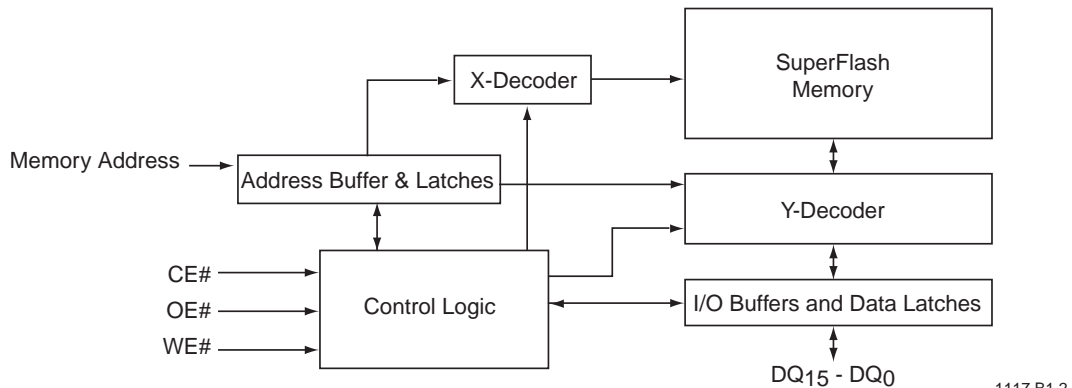 SuperFlash
Memory
X-Decoder
Memory Address
Address Buffer & Latches
Y-Decoder
CE#
OE#
WE#
Control Logic
I/O Buffers and Data Latches
DQ15 - DQ0